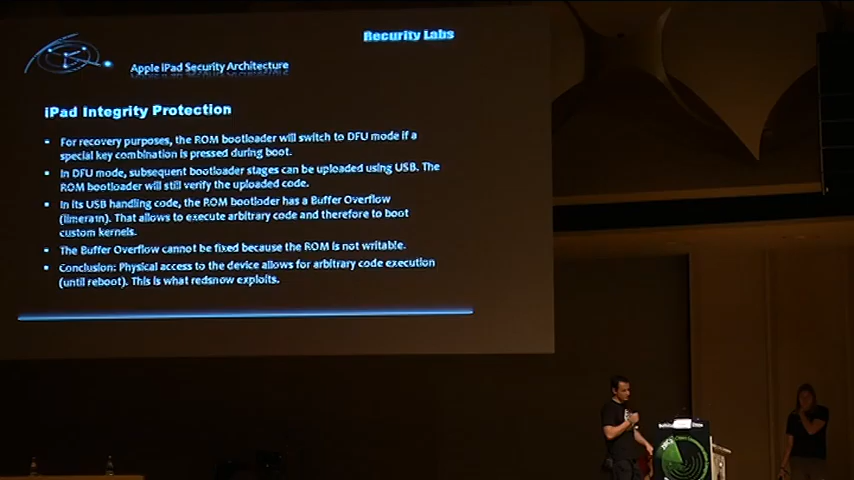 Recurity Labs
Apple iPad Security Architecture
iPad Integrity Protection
For recovery purposes, the ROM bootloader will switch to DFU mode if a
special key combination is pressed during boot.
In DFU mode, subsequent bootloader stages can be uploaded using USB. The
ROM bootloader will still verify the uploaded code.
In its USB handling code, the ROM bootloader has a Buffer Overflow
(limera1n). That allows to execute arbitrary code and therefore to boot
custom kernels.
The Buffer Overflow cannot be fixed because the ROM is not writable.
Conclusion: Physical access to the device allows for arbitrary code execution
(until reboot). This is what redsnow exploits.